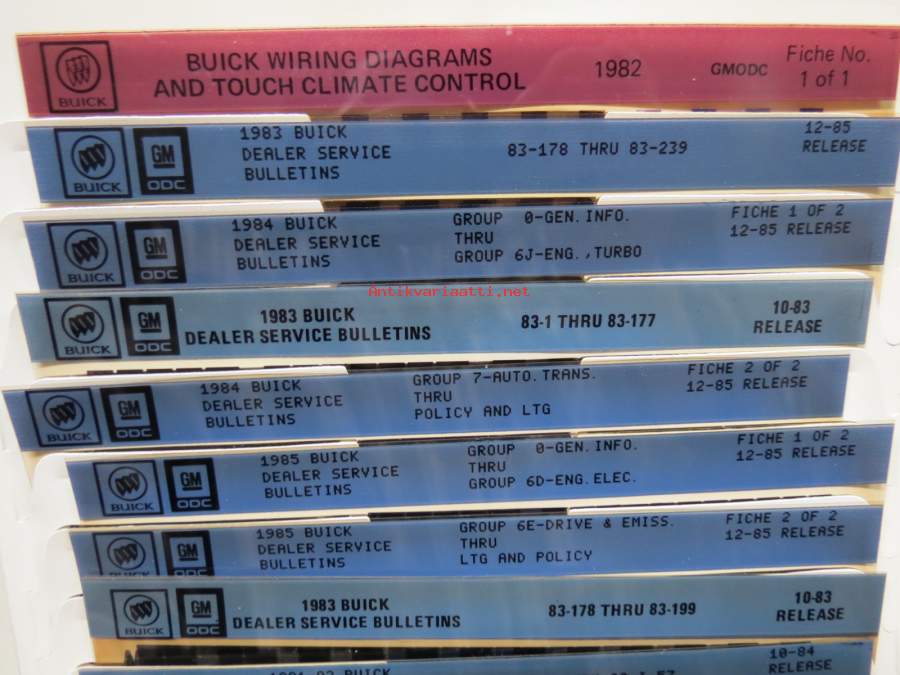 BUICK
BUICK WIRING DIAGRAMS
AND TOUCH CLIMATE CONTROL
1982
GMODC
Fiche No.
1 of 1
BUICK
GM
ODC
1983 BUICK
DEALER SERVICE
BULLETINS
83-178 THRU 83-239
12-85
RELEASE
BUICK
GM
ODC
1984 BUICK
DEALER SERVICE
BULLETINS
GROUP 0-GEN.INFO.
THRU
GROUP 6J-ENG.,TURBO
FICHE 1 OF 2
12-85 RELEASE
Antikvariaatti.net
BUICK
GM
ODC
1983 BUICK
DEALER SERVICE BULLETINS
83-1 THRU 83-177
10-83
RELEASE
BUICK
GM
ODC
1984 BUICK
DEALER SERVICE
BULLETINS
GROUP 7-AUTO.TRANS.
THRU
POLICY AND LTG
FICHE 2 OF 2
12-85 RELEASE
BUICK
GM
ODC
1985 BUICK
DEALER SERVICE
BULLETINS
GROUP 0-GEN.INFO.
THRU
GROUP 6D-ENG.ELEC.
FICHE 1 OF 2
12-85 RELEASE
BUICK
GM
ODC
1985 BUICK
DEALER SERVICE
BULLETINS
GROUP 6E-DRIVE & EMISS.
THRU
LTG AND POLICY
FICHE 2 OF 2
12-85 RELEASE
BUICK
GM
ODC
1983 BUICK
DEALER SERVICE BULLETINS
83-178 THRU 83-199
10-83
RELEASE
BUICK
10-84
RELEASE